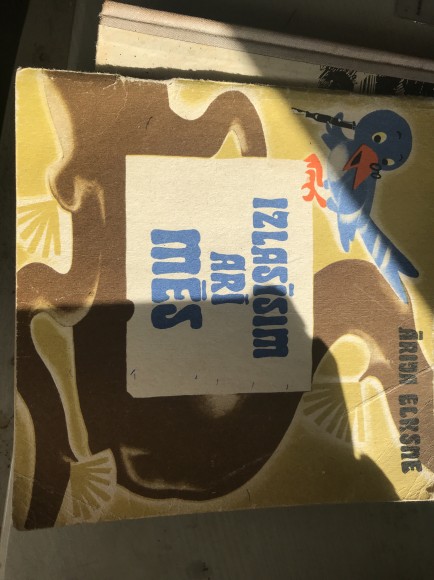 ĀRIJA ELKSNE
IZLASĪSIM
ARĪ
MĒS